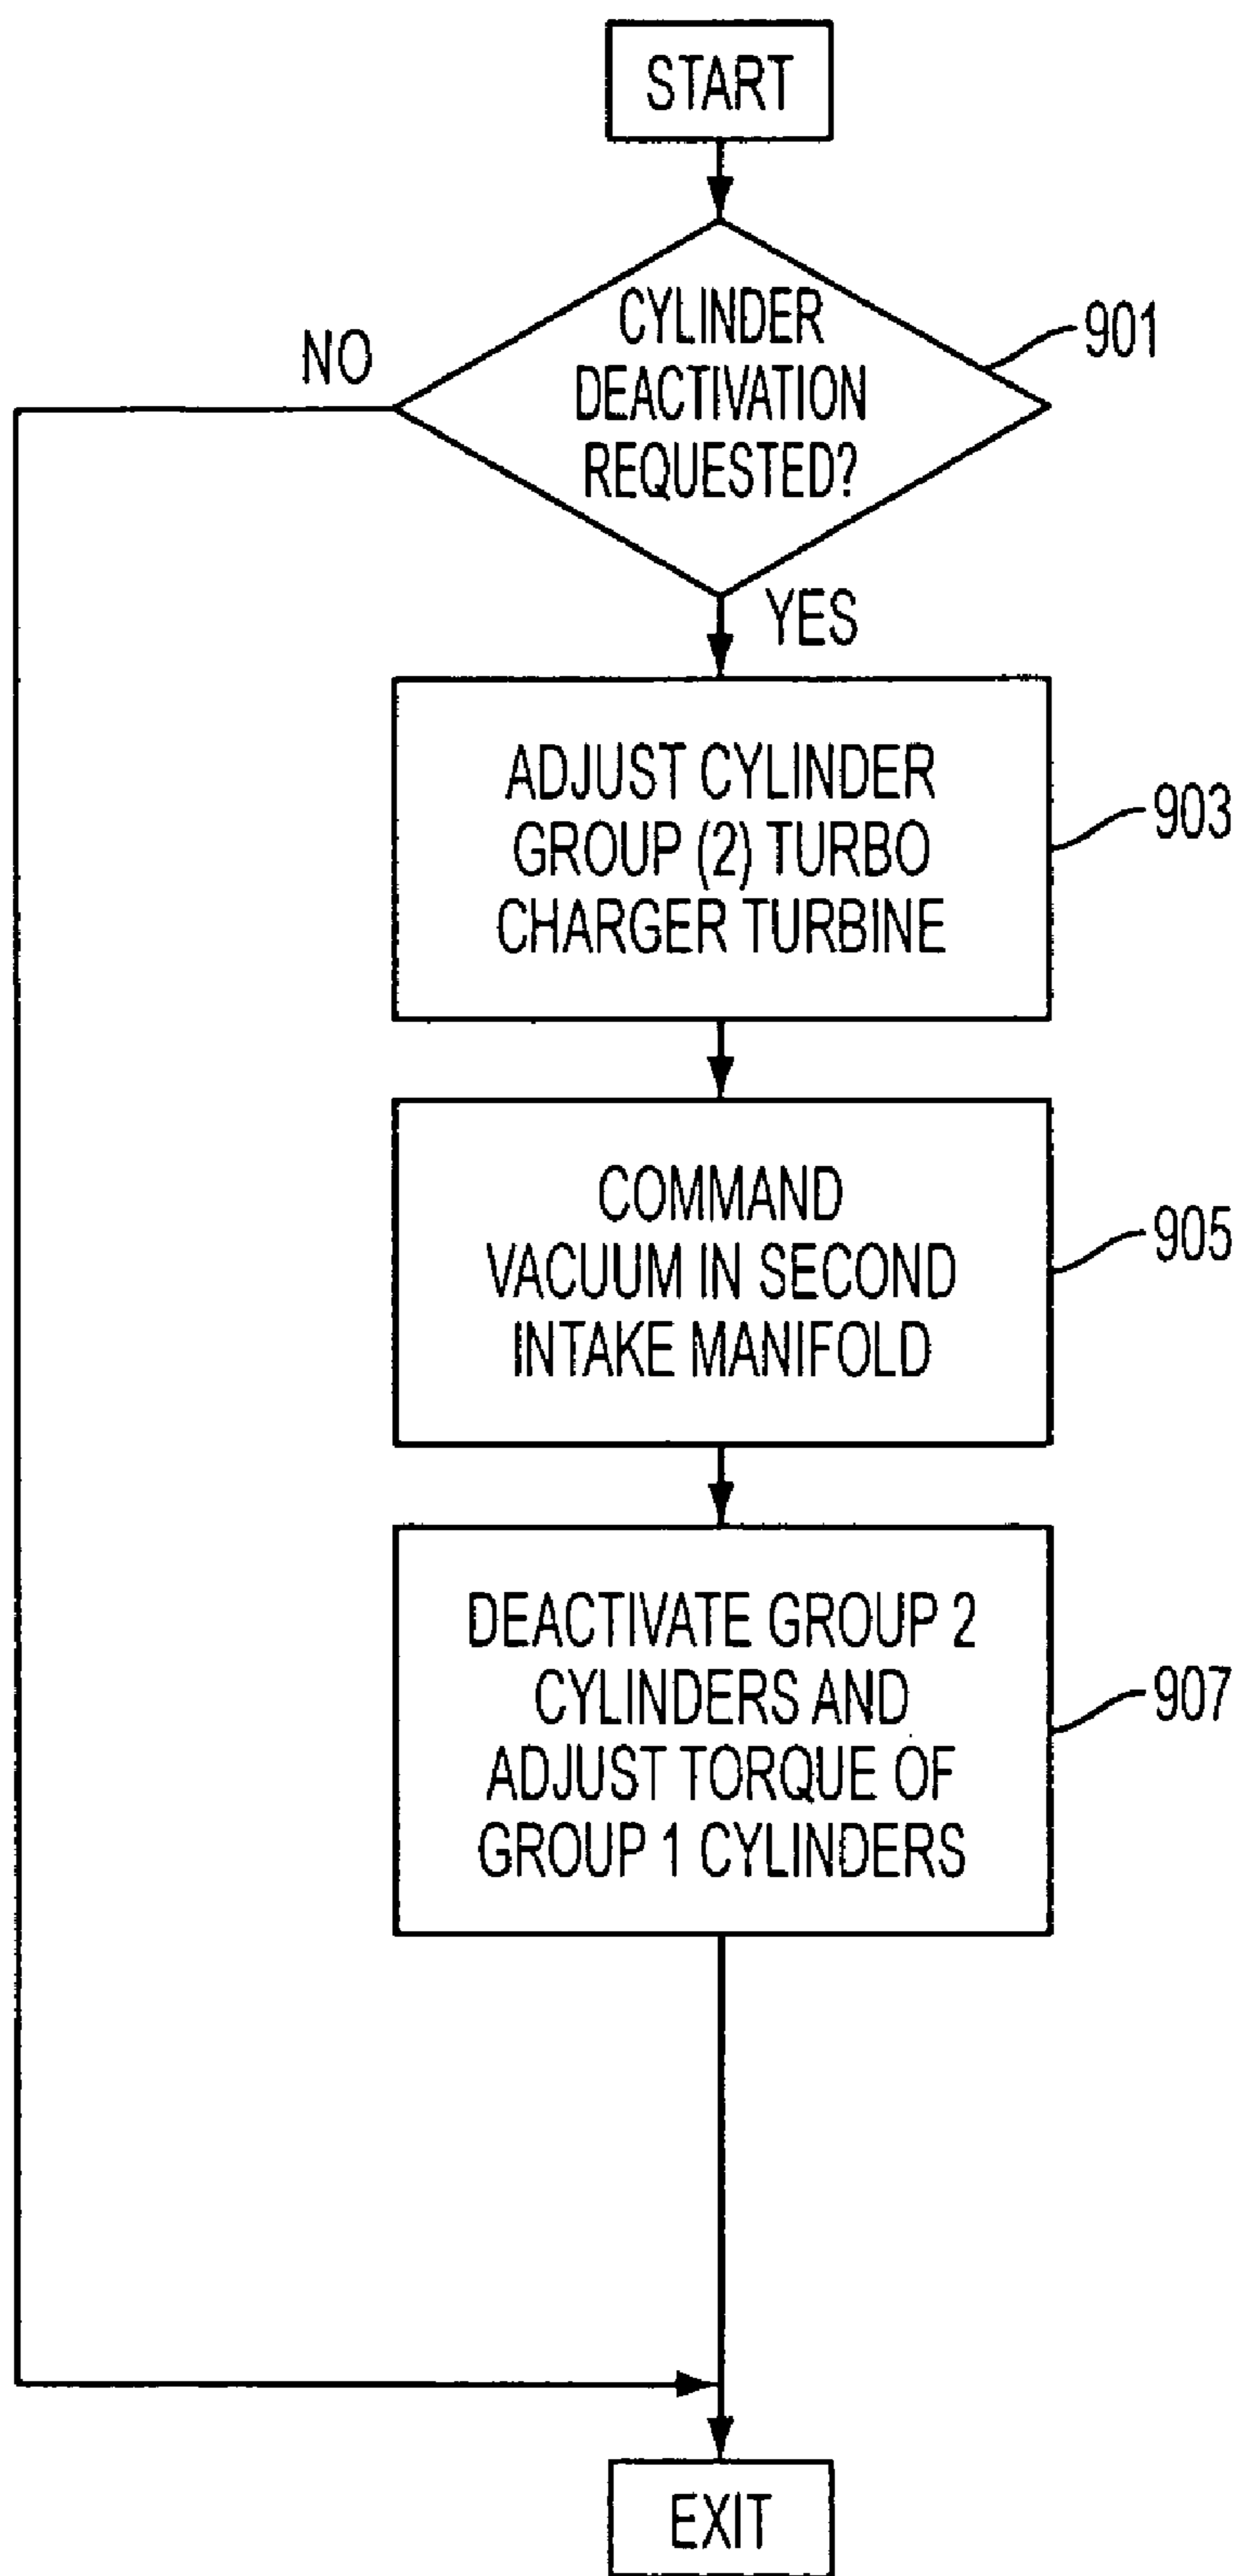 START
CYLINDER
DEACTIVATION
REQUESTED?
901
NO
YES
ADJUST CYLINDER
GROUP (2) TURBO
CHARGER TURBINE
903
COMMAND
VACUUM IN SECOND
INTAKE MANIFOLD
905
DEACTIVATE GROUP 2
CYLINDERS AND
ADJUST TORQUE OF
GROUP 1 CYLINDERS
907
EXIT